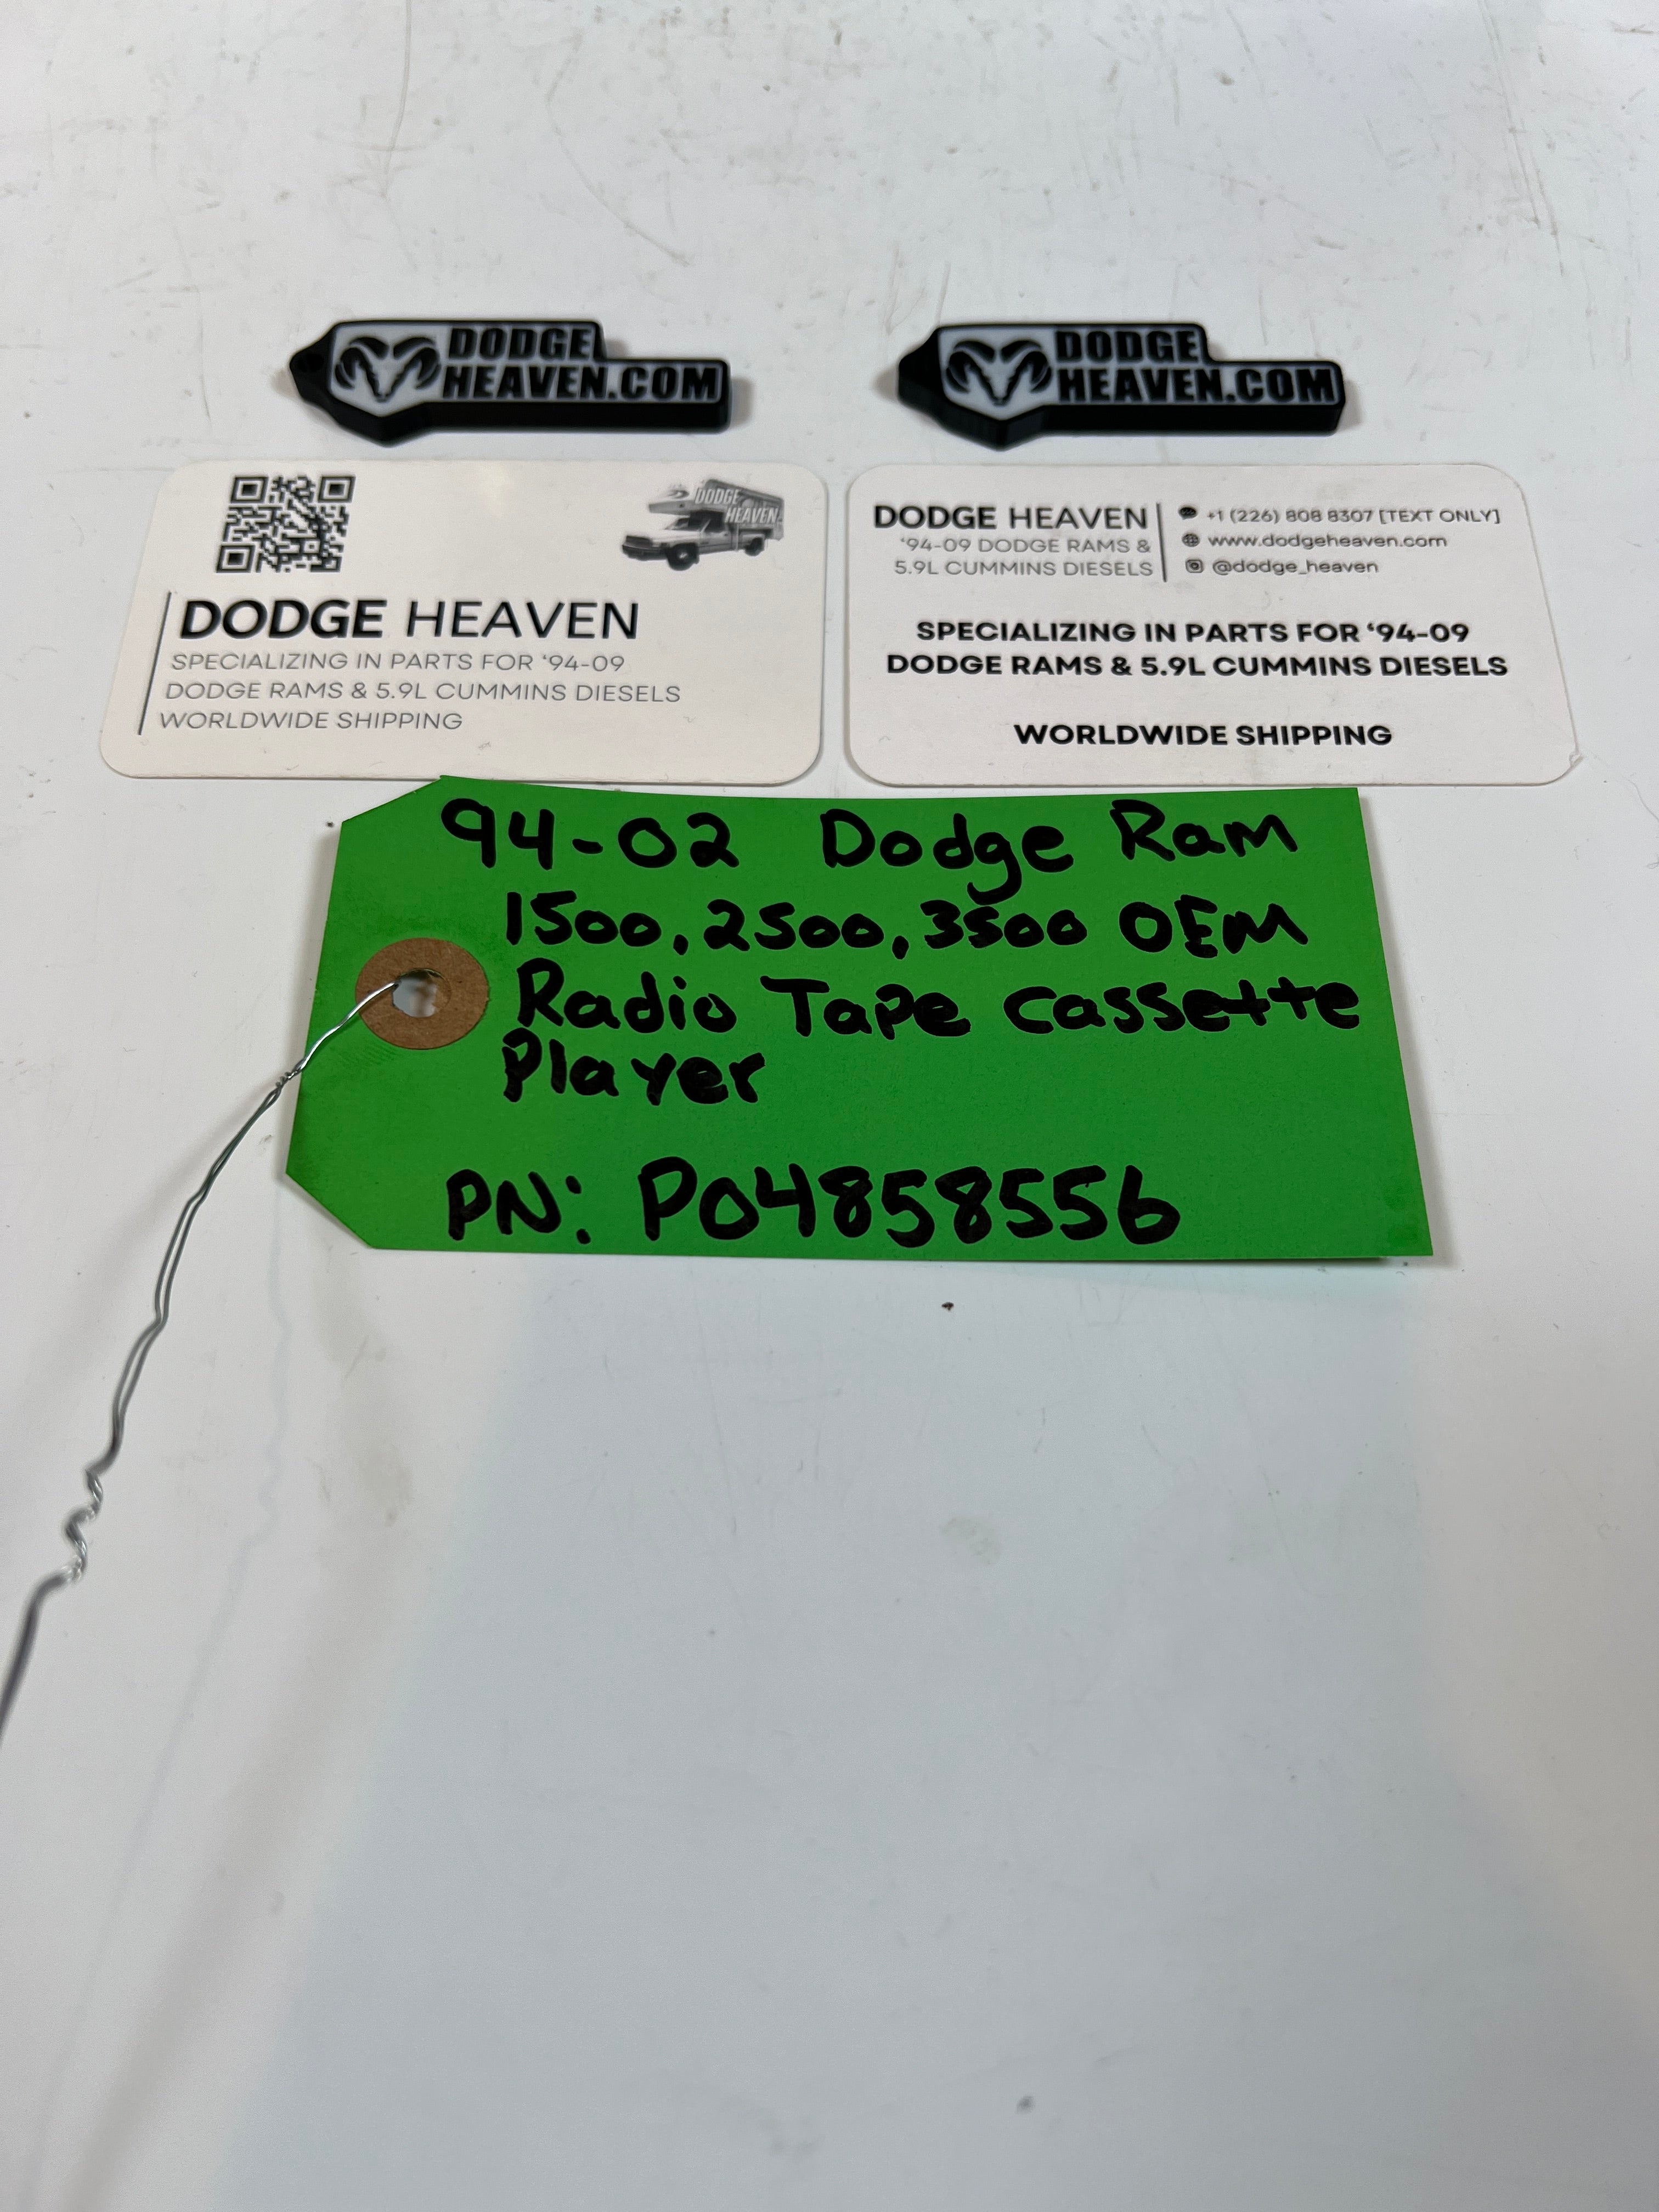 DODGE
HEAVEN.COM
DODGE
HEAVEN.COM
DODGE
HEAVEN
DODGE HEAVEN
SPECIALIZING IN PARTS FOR ‘94-09
DODGE RAMS & 5.9L CUMMINS DIESELS
WORLDWIDE SHIPPING
DODGE HEAVEN
‘94-09 DODGE RAMS &
5.9L CUMMINS DIESELS
+1 (226) 808 8307 [TEXT ONLY]
www.dodgeheaven.com
@dodge_heaven
SPECIALIZING IN PARTS FOR ‘94-09
DODGE RAMS & 5.9L CUMMINS DIESELS
WORLDWIDE SHIPPING
94-02 Dodge Ram
1500, 2500, 3500 OEM
Radio Tape Cassette
Player
PN: P04858556